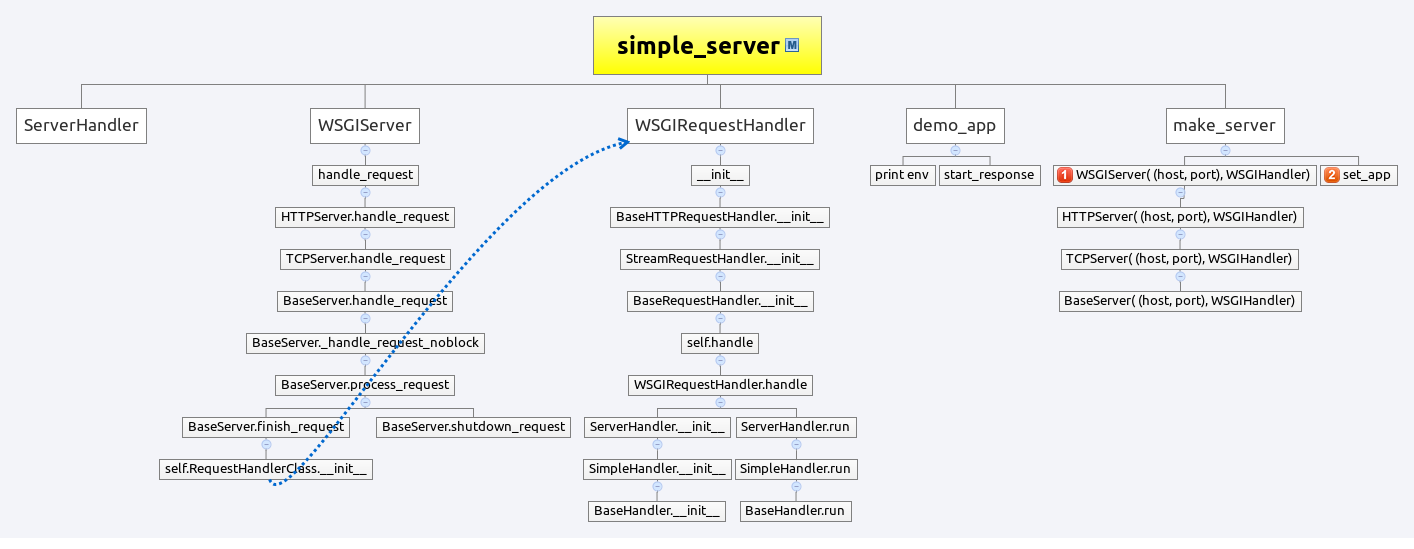 simple_server M
ServerHandler
WSGIServer
WSGIRequestHandler
demo_app
make_server
handle_request
__init__
print env
start_response
1 WSGIServer( (host, port), WSGIHandler)
2 set_app
HTTPServer.handle_request
BaseHTTPRequestHandler.__init__
HTTPServer( (host, port), WSGIHandler)
TCPServer.handle_request
StreamRequestHandler.__init__
TCPServer( (host, port), WSGIHandler)
BaseServer.handle_request
BaseRequestHandler.__init__
BaseServer( (host, port), WSGIHandler)
BaseServer._handle_request_noblock
self.handle
BaseServer.process_request
WSGIRequestHandler.handle
BaseServer.finish_request
BaseServer.shutdown_request
ServerHandler.__init__
ServerHandler.run
self.RequestHandlerClass.__init__
SimpleHandler.__init__
SimpleHandler.run
BaseHandler.__init__
BaseHandler.run